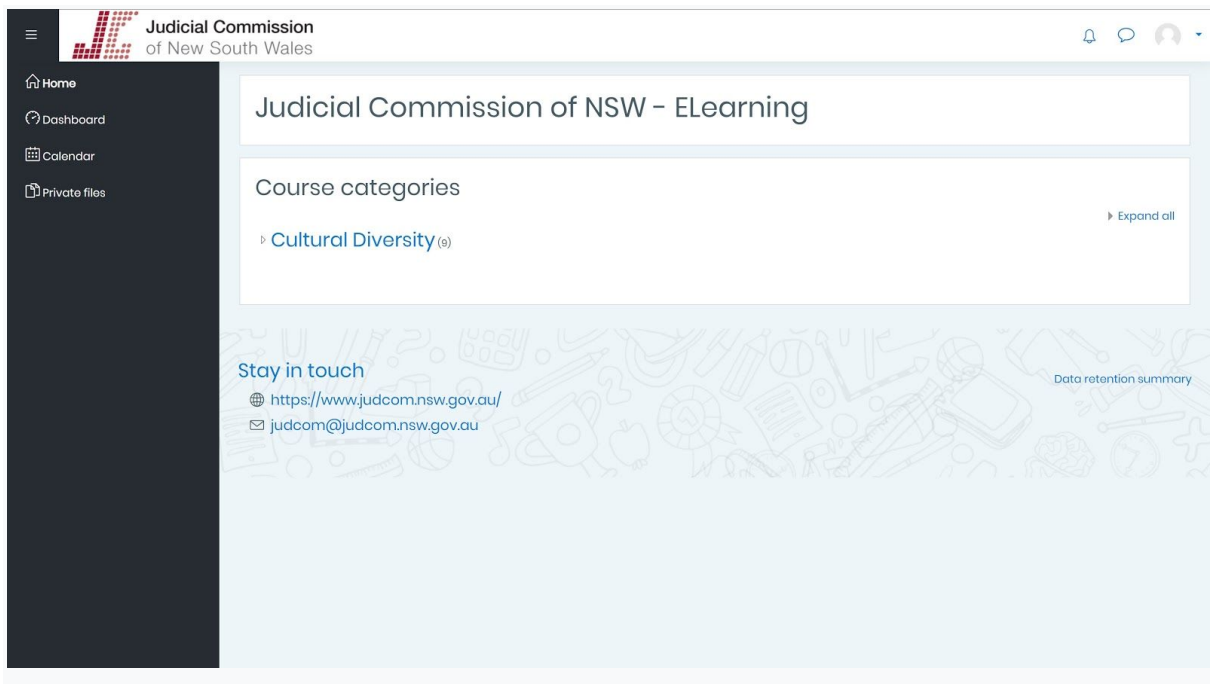 Judicial Commission
of New South Wales
Home
Dashboard
Calendar
Private files
Judicial Commission of NSW - ELearning
Course categories
Expand all
Cultural Diversity (9)
Stay in touch
https://www.judcom.nsw.gov.au/
judcom@judcom.nsw.gov.au
Data retention summary